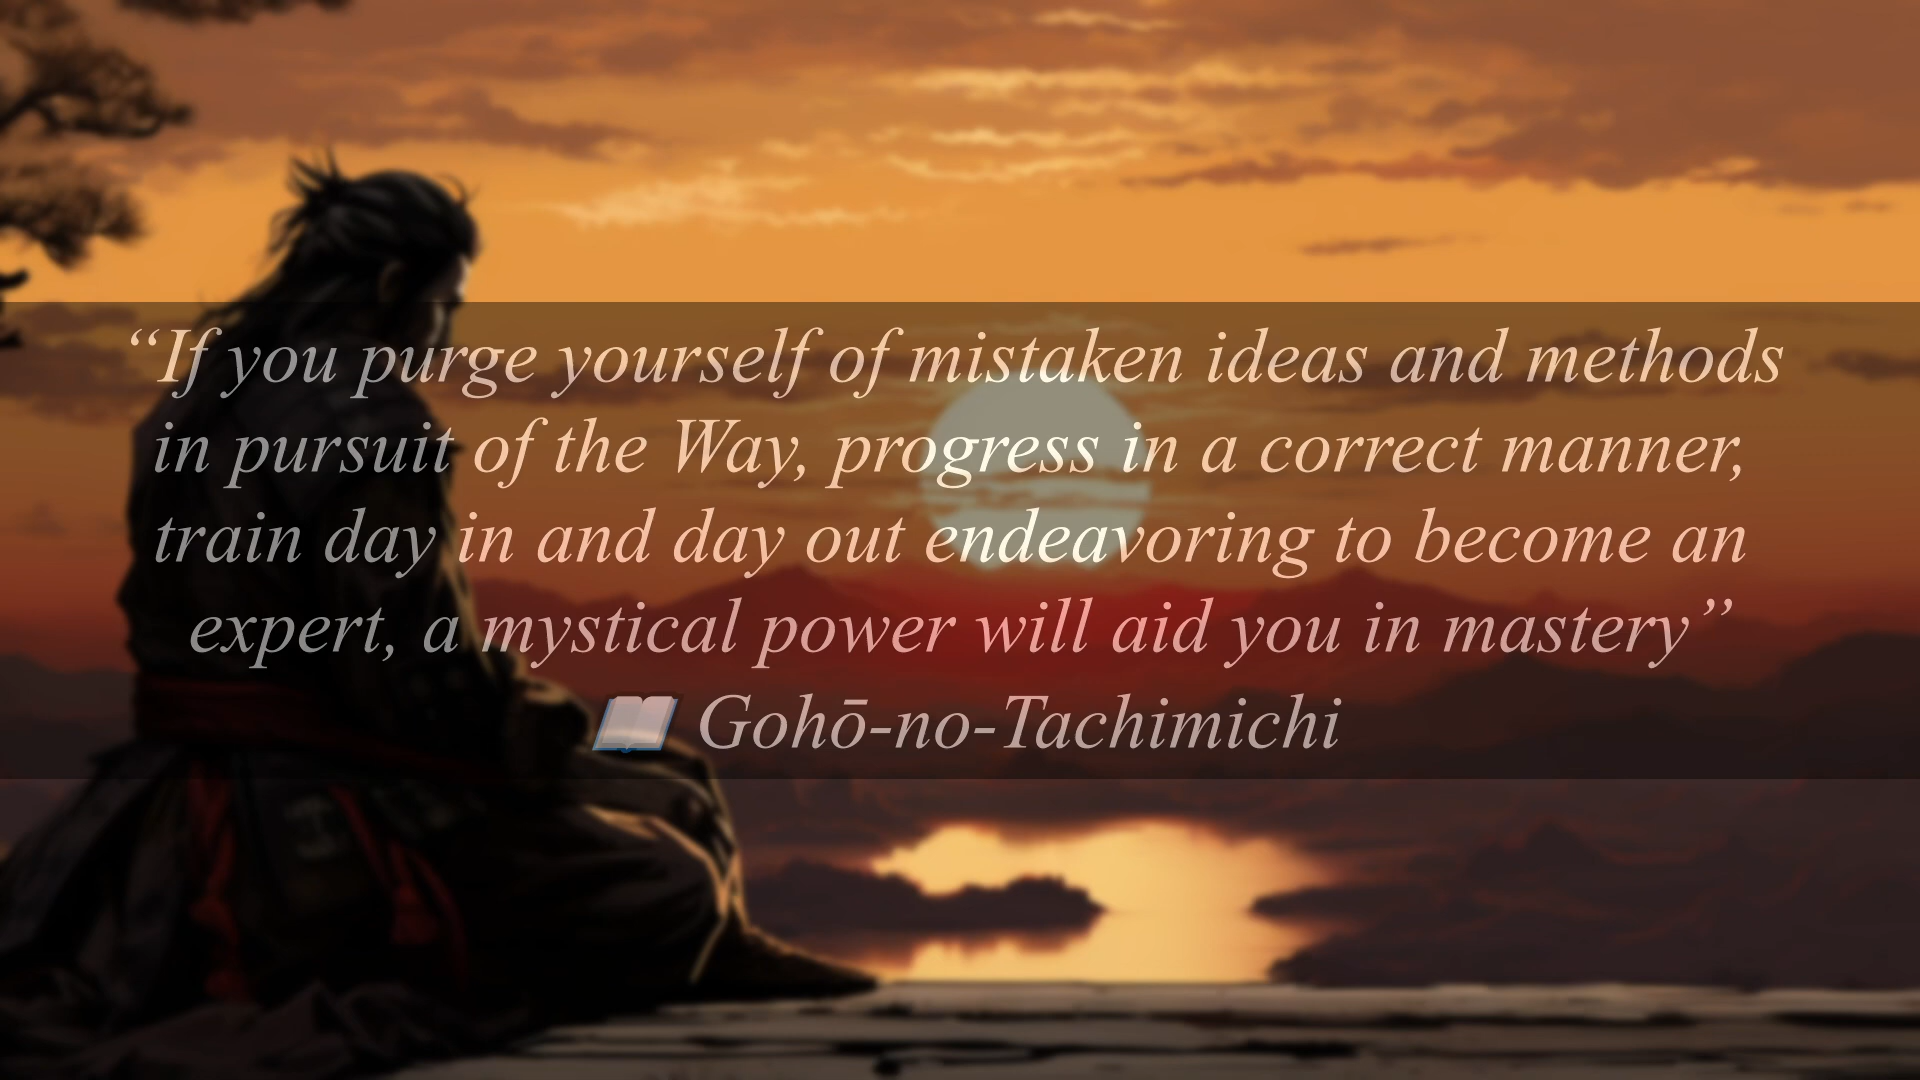 “If you purge yourself of mistaken ideas and methods
in pursuit of the Way, progress in a correct manner,
train day in and day out endeavoring to become an
expert, a mystical power will aid you in mastery”
📖 Gohō-no-Tachimichi